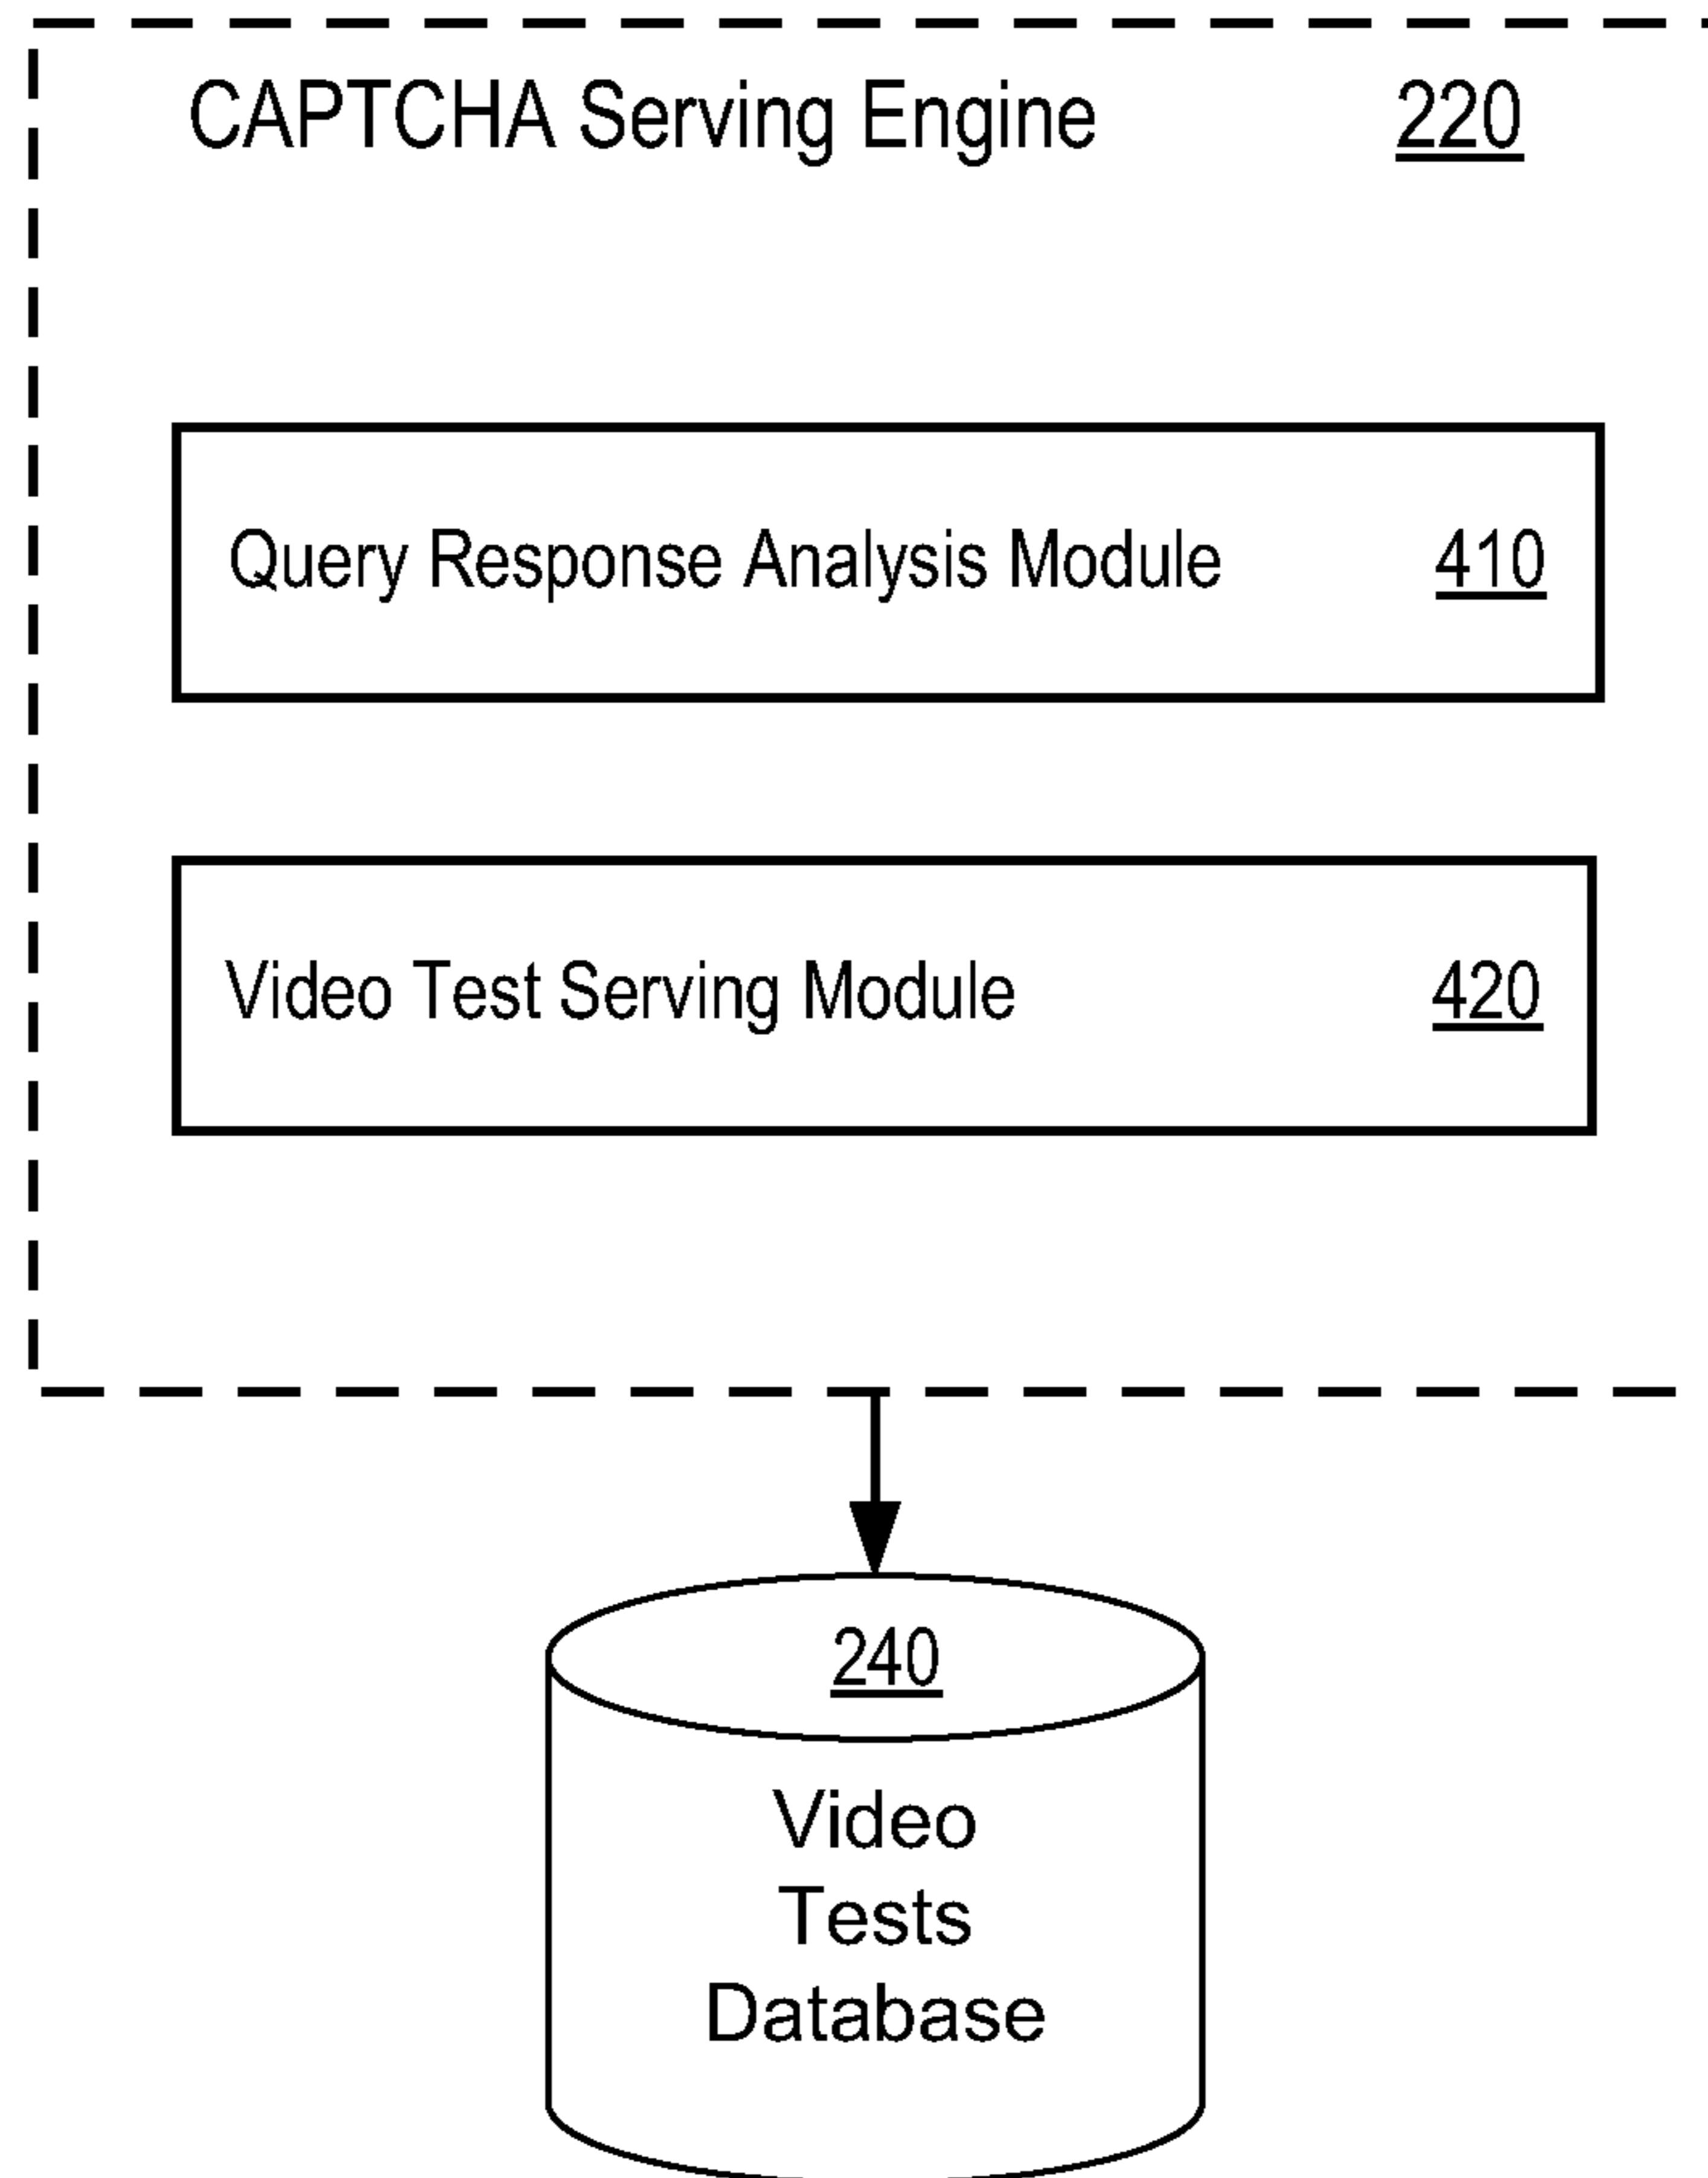 CAPTCHA Serving Engine 220
Query Response Analysis Module 410
Video Test Serving Module 420
240
Video
Tests
Database